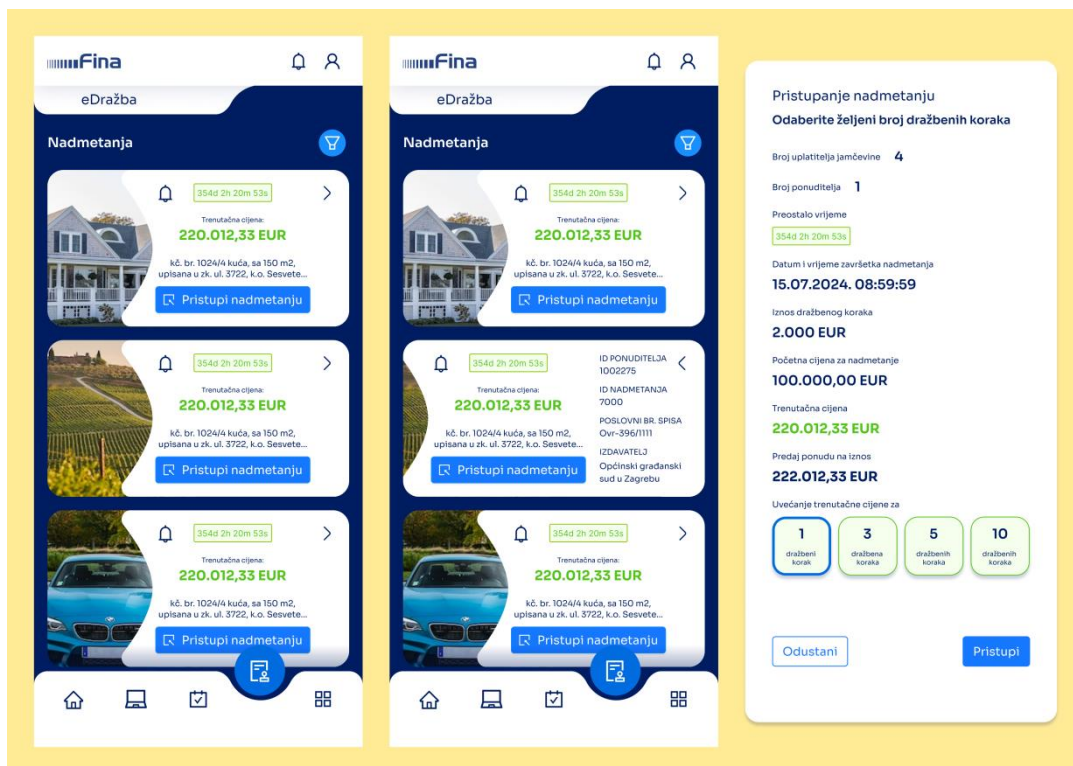 Fina
eDražba
Nadmetanja
354d 2h 20m 53s
Trenutačna cijena:
220.012,33 EUR
kč. br. 1024/4 kuća, sa 150 m2,
upisana u zk. ul. 3722, k.o. Sesvete...
Pristupi nadmetanju
354d 2h 20m 53s
Trenutačna cijena:
220.012,33 EUR
kč. br. 1024/4 kuća, sa 150 m2,
upisana u zk. ul. 3722, k.o. Sesvete...
Pristupi nadmetanju
354d 2h 20m 53s
Trenutačna cijena:
220.012,33 EUR
kč. br. 1024/4 kuća, sa 150 m2,
upisana u zk. ul. 3722, k.o. Sesvete...
Pristupi nadmetanju
Fina
eDražba
Nadmetanja
354d 2h 20m 53s
Trenutačna cijena:
220.012,33 EUR
kč. br. 1024/4 kuća, sa 150 m2,
upisana u zk. ul. 3722, k.o. Sesvete...
Pristupi nadmetanju
354d 2h 20m 53s
Trenutačna cijena:
220.012,33 EUR
kč. br. 1024/4 kuća, sa 150 m2,
upisana u zk. ul. 3722, k.o. Sesvete...
Pristupi nadmetanju
ID PONUDITELJA
1002275
ID NADMETANJA
7000
POSLOVNI BR. SPISA
Ovr-396/1111
IZDAVATELJ
Općinski građanski
sud u Zagrebu
354d 2h 20m 53s
Trenutačna cijena:
220.012,33 EUR
kč. br. 1024/4 kuća, sa 150 m2,
upisana u zk. ul. 3722, k.o. Sesvete...
Pristupi nadmetanju
Pristupanje nadmetanju
Odaberite željeni broj dražbenih koraka
Broj uplatitelja jamčevine 4
Broj ponuditelja 1
Preostalo vrijeme
354d 2h 20m 53s
Datum i vrijeme završetka nadmetanja
15.07.2024. 08:59:59
Iznos dražbenog koraka
2.000 EUR
Početna cijena za nadmetanje
100.000,00 EUR
Trenutačna cijena
220.012,33 EUR
Predaj ponudu na iznos
222.012,33 EUR
Uvećanje trenutačne cijene za
1
dražbeni
korak
3
dražbena
koraka
5
dražbenih
koraka
10
dražbenih
koraka
Odustani
Pristupi